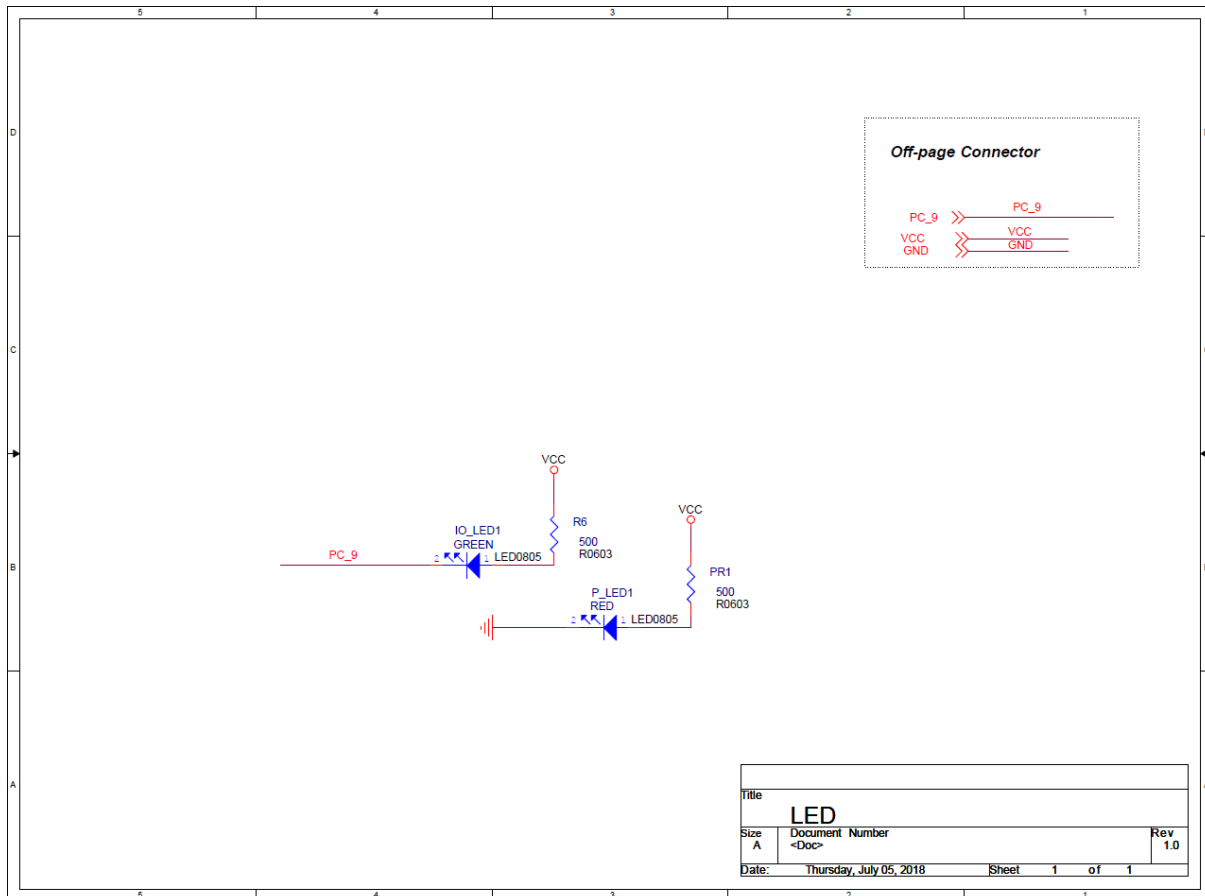 5 4 3 2 1
D
Off-page Connector
PC_9 PC_9
VCC VCC
GND GND
C
VCC
VCC
R6
500
R0603
IO_LED1
GREEN
PC_9 2 1 LED0805
B
PR1
500
R0603
P_LED1
RED
2 1 LED0805
A
Title
LED
Size Document Number Rev
A <Doc> 1.0
Date: Thursday, July 05, 2018 Sheet 1 of 1
5 4 3 2 1